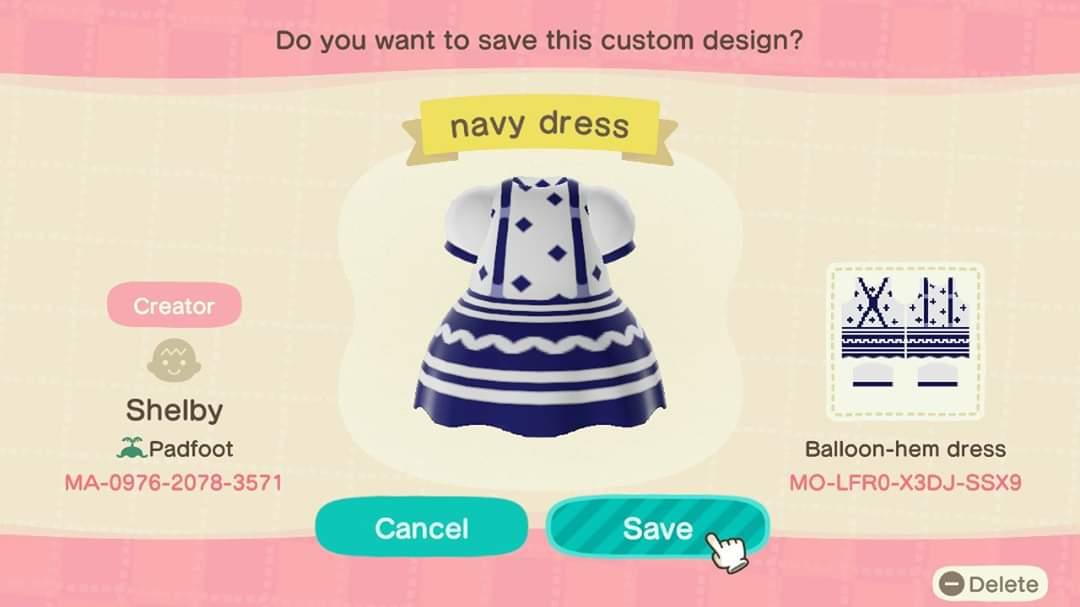 Do you want to save this custom design?
navy dress
Creator
Shelby
Padfoot
MA-0976-2078-3571
Balloon-hem dress
MO-LFR0-X3DJ-SSX9
Cancel
Save
Delete